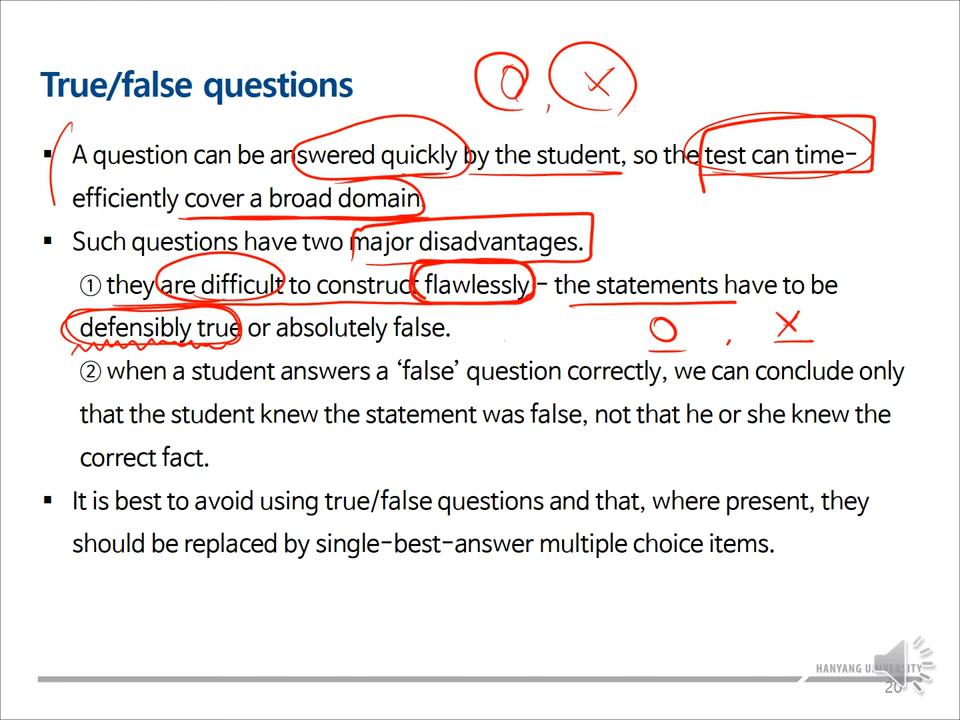 True/false questions
O , X
▪ A question can be answered quickly by the student, so the test can time-
efficiently cover a broad domain.
▪ Such questions have two major disadvantages.
① they are difficult to construct flawlessly – the statements have to be
defensibly true or absolutely false.
O , X
② when a student answers a ‘false’ question correctly, we can conclude only
that the student knew the statement was false, not that he or she knew the
correct fact.
▪ It is best to avoid using true/false questions and that, where present, they
should be replaced by single-best-answer multiple choice items.
HANYANG UNIVERSITY